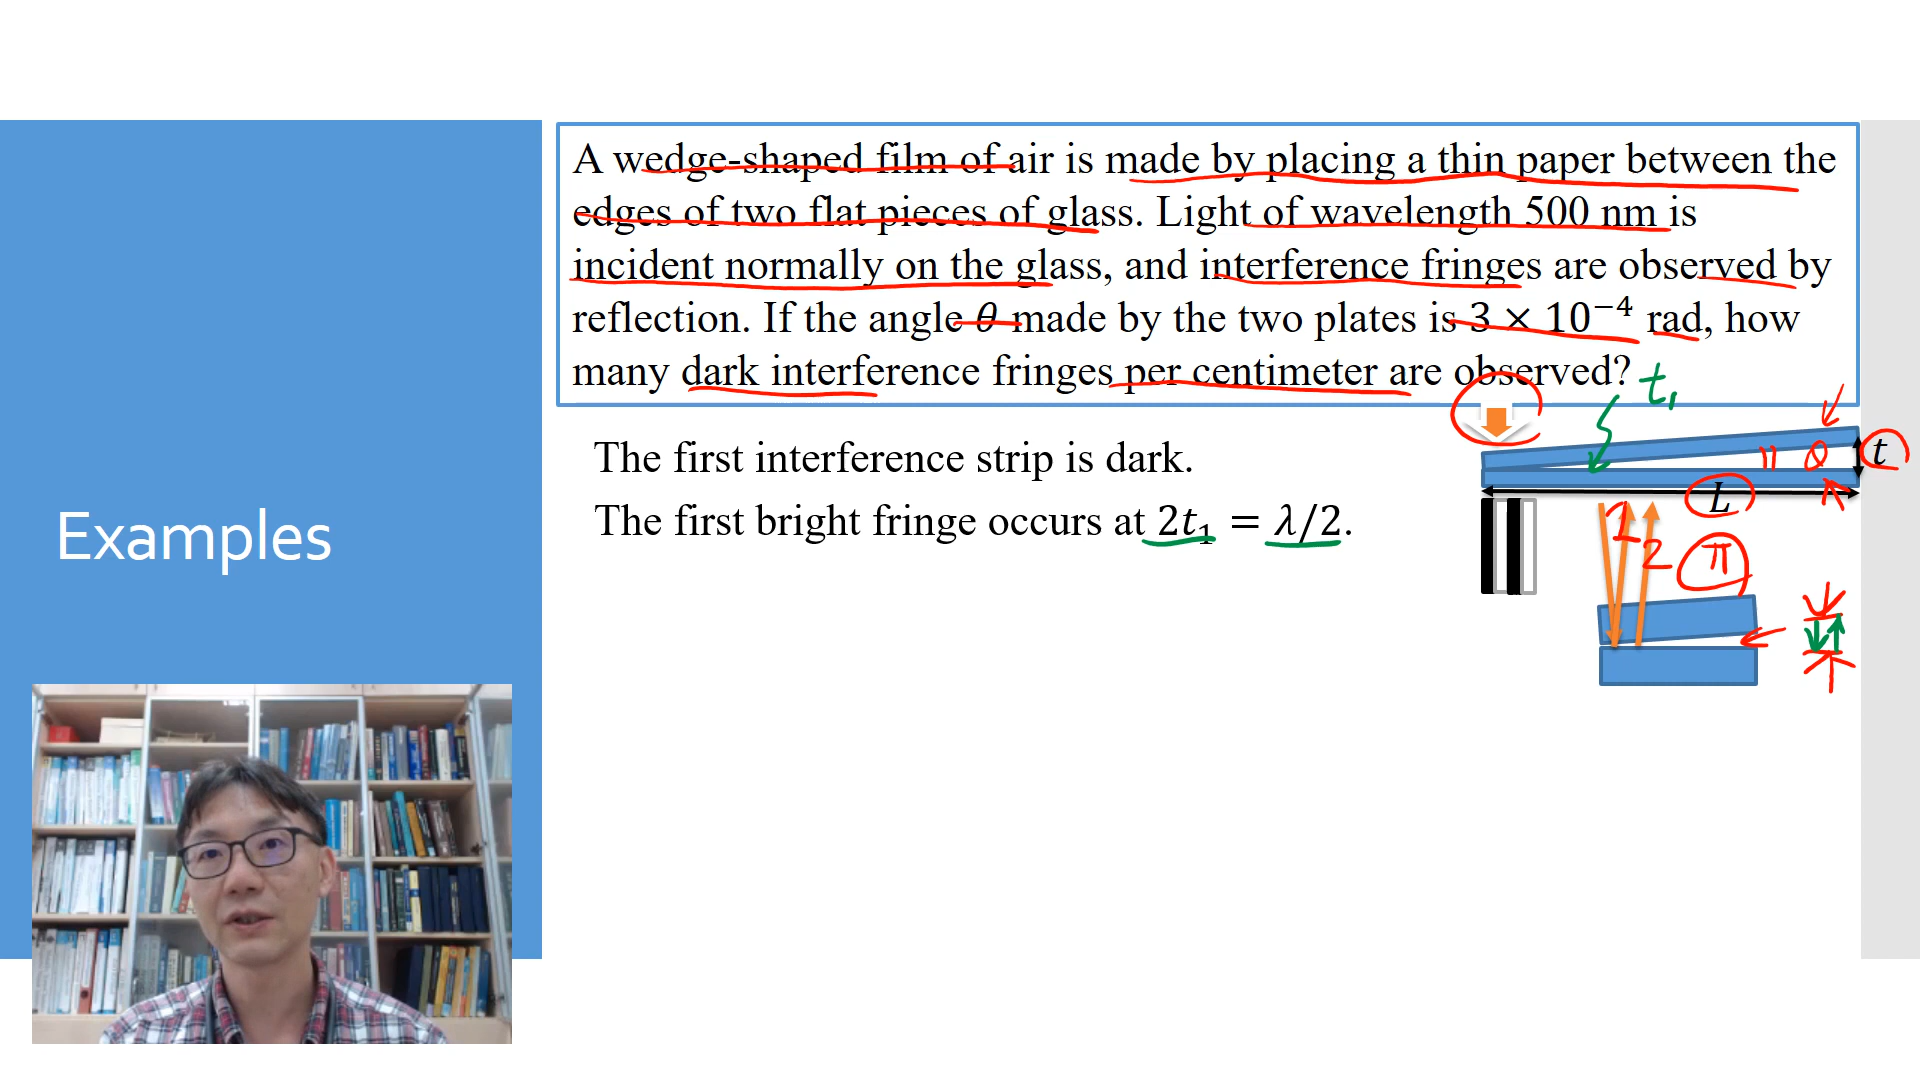 Examples
A wedge-shaped film of air is made by placing a thin paper between the
edges of two flat pieces of glass. Light of wavelength 500 nm is
incident normally on the glass, and interference fringes are observed by
reflection. If the angle θ made by the two plates is 3 × 10⁻⁴ rad, how
many dark interference fringes per centimeter are observed?
t₁
The first interference strip is dark.
The first bright fringe occurs at 2t₁ = λ/2.
t
L
1
2
π